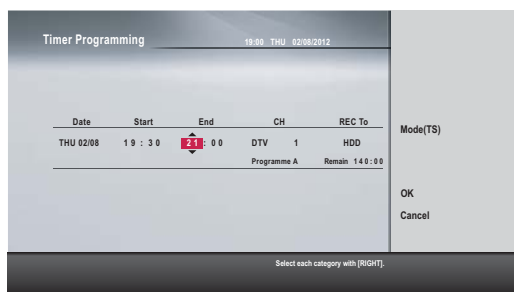 Timer Programming 19:00 THU 02/08/2012
Date Start End CH REC To
THU 02/08 19 : 30 21 : 00 DTV 1 HDD
Programme A Remain 140:00
Mode(TS)
OK
Cancel
Select each category with [RIGHT].